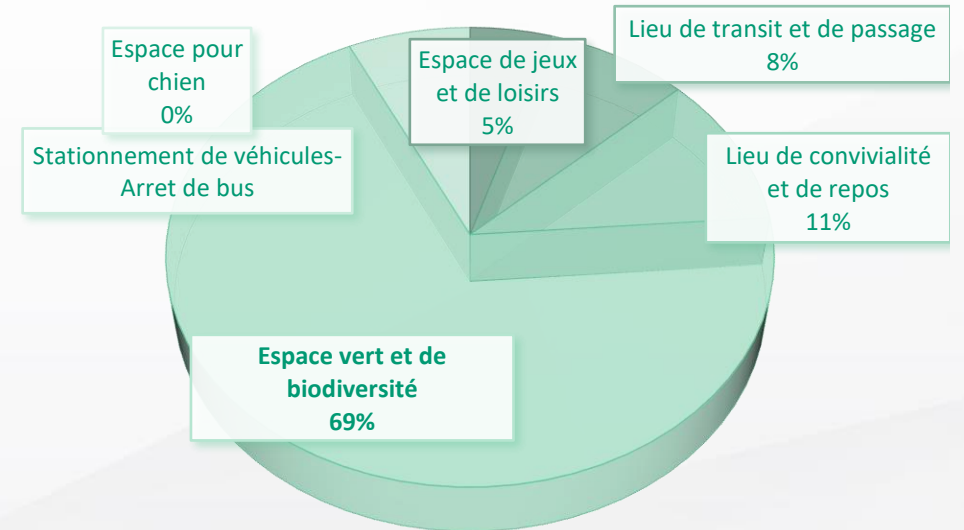 Lieu de transit et de passage
8%
Espace pour
chien
0%
Espace de jeux
et de loisirs
5%
Stationnement de véhicules-
Arret de bus
Lieu de convivialité
et de repos
11%
Espace vert et de
biodiversité
69%